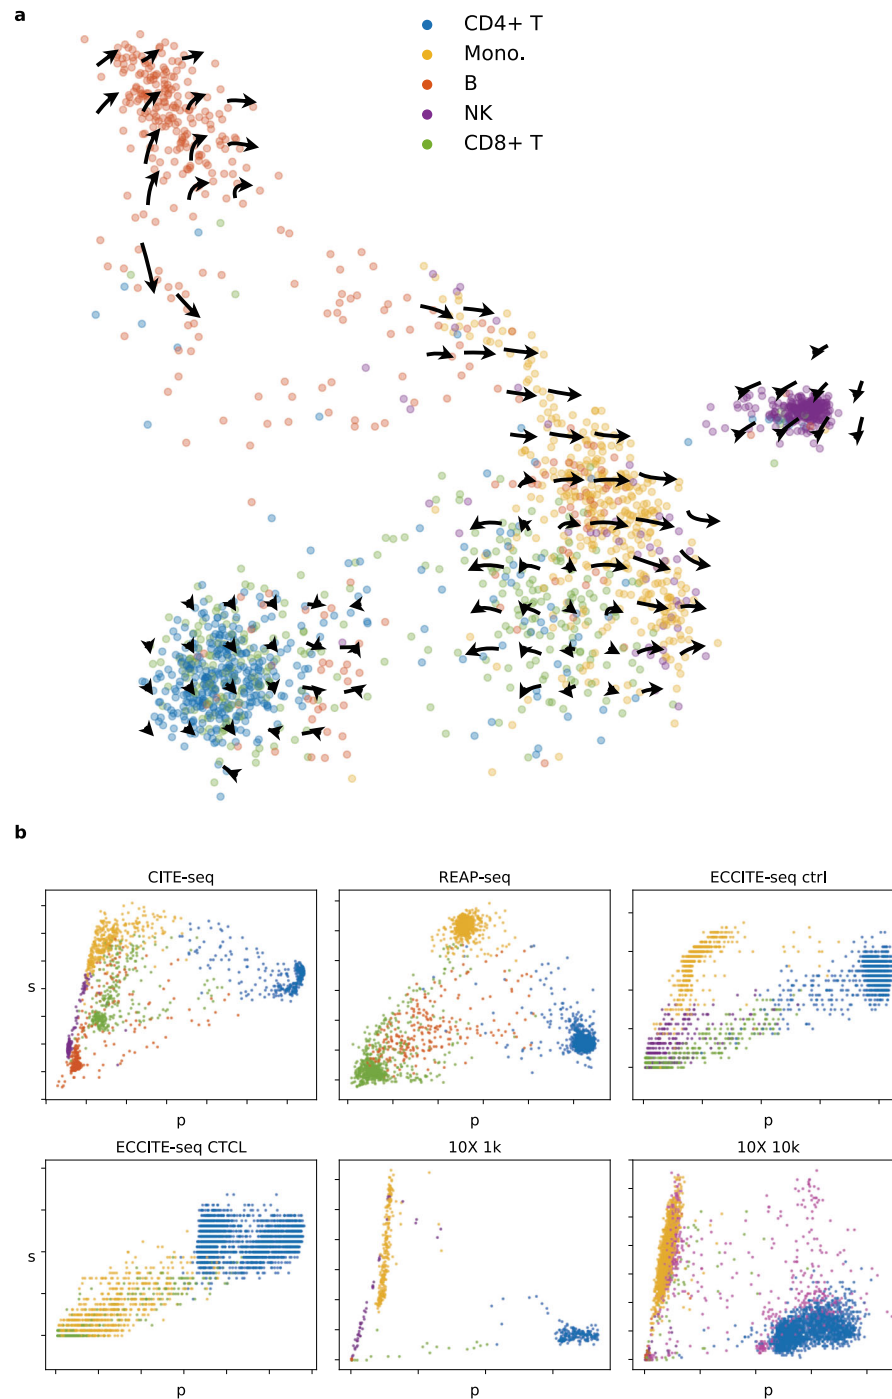 a
CD4+ T
Mono.
B
NK
CD8+ T
b
CITE-seq
REAP-seq
ECCITE-seq ctrl
s
p
p
p
ECCITE-seq CTCL
10X 1k
10X 10k
s
p
p
p